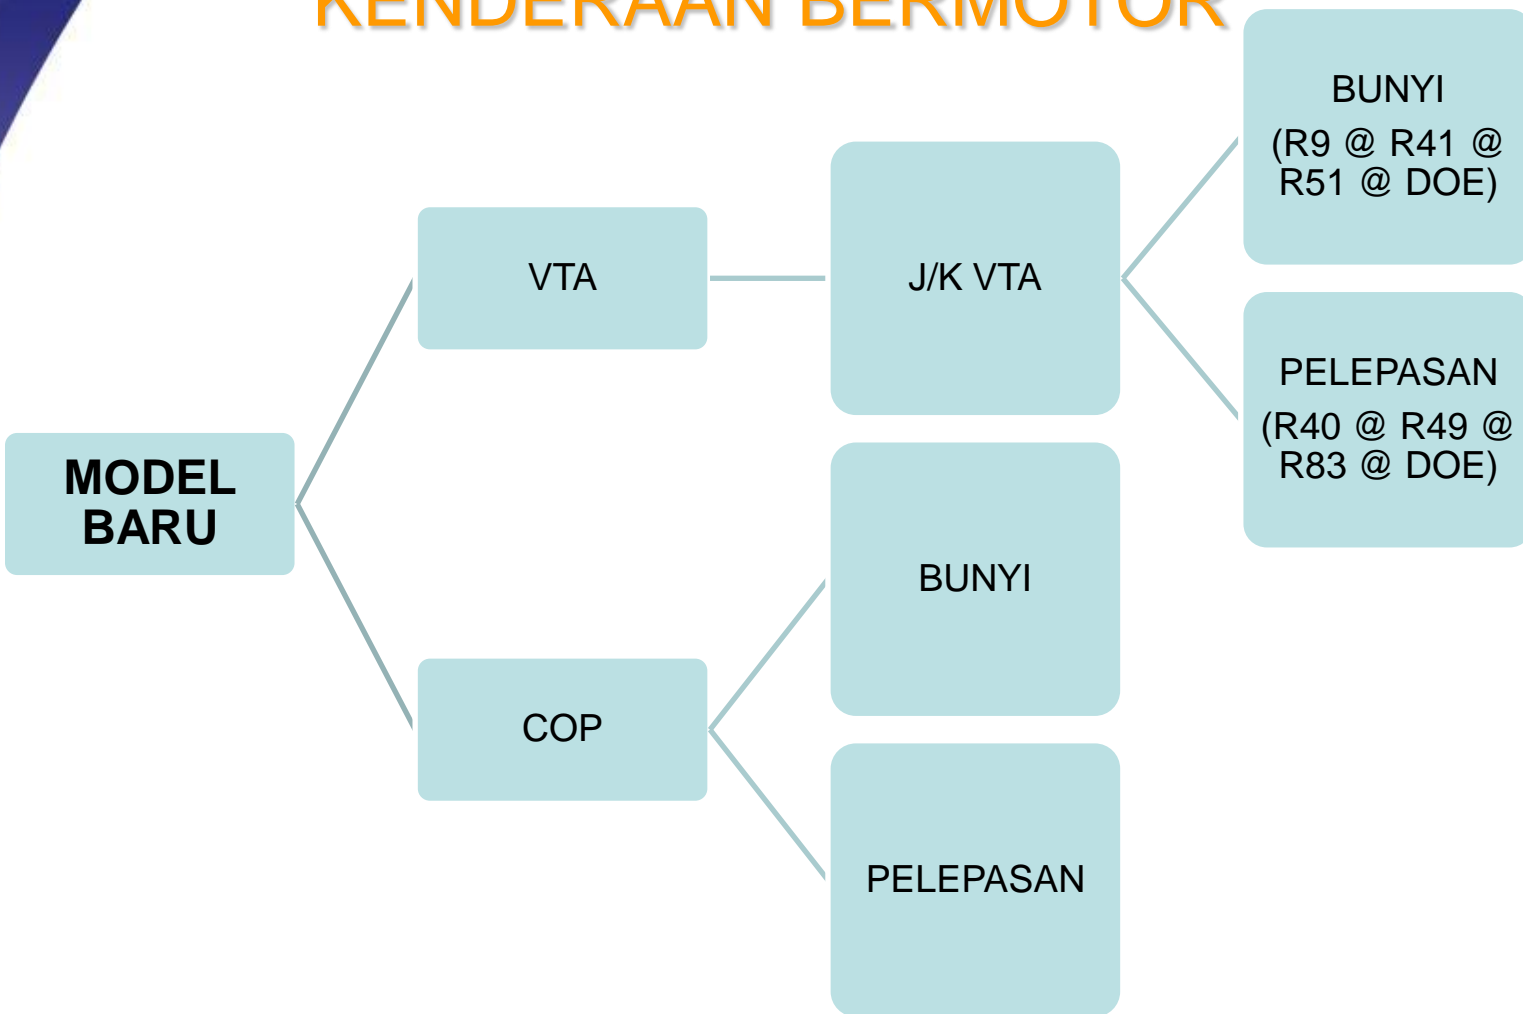 KENDERAAN BERMOTOR
BUNYI
(R9 @ R41 @
R51 @ DOE)
VTA
J/K VTA
PELEPASAN
(R40 @ R49 @
R83 @ DOE)
MODEL
BARU
BUNYI
COP
PELEPASAN